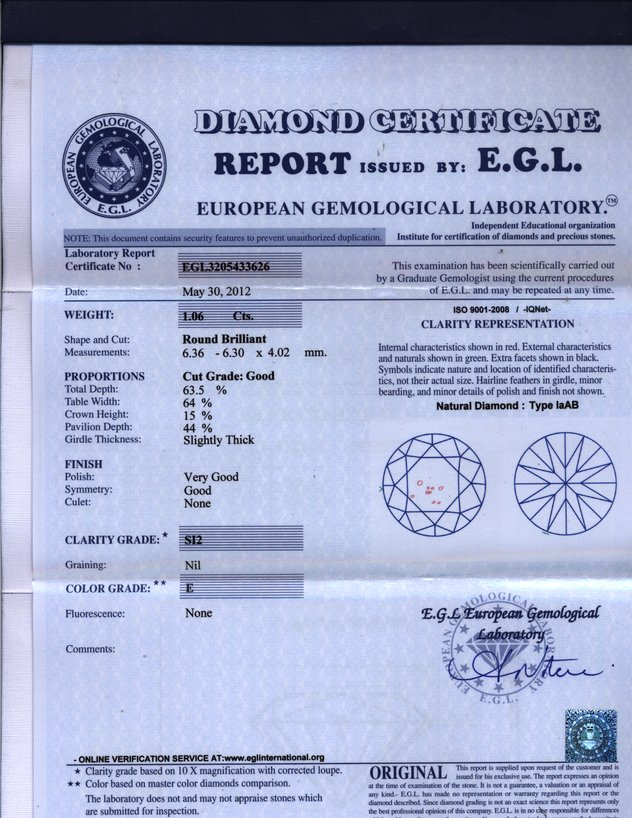 DIAMOND CERTIFICATE
REPORT ISSUED BY: E.G.L.
EUROPEAN GEMOLOGICAL LABORATORY.™
EUROPEAN GEMOLOGICAL LABORATORY
E.G.L.
Independent Educational organization
Institute for certification of diamonds and precious stones.
NOTE: This document contains security features to prevent unauthorized duplication.
Laboratory Report
Certificate No : EGL3205433626
Date: May 30, 2012
WEIGHT: 1.06 Cts.
Shape and Cut: Round Brilliant
Measurements: 6.36 - 6.30 x 4.02 mm.
PROPORTIONS Cut Grade: Good
Total Depth: 63.5 %
Table Width: 64 %
Crown Height: 15 %
Pavilion Depth: 44 %
Girdle Thickness: Slightly Thick
FINISH
Polish: Very Good
Symmetry: Good
Culet: None
CLARITY GRADE: * SI2
Graining: Nil
COLOR GRADE: ** E
Fluorescence: None
Comments:
This examination has been scientifically carried out
by a Graduate Gemologist using the current procedures
of E.G.L. and may be repeated at any time.
ISO 9001-2008 / -IQNet-
CLARITY REPRESENTATION
Internal characteristics shown in red. External characteristics
and naturals shown in green. Extra facets shown in black.
Symbols indicate nature and location of identified characteris-
tics, not their actual size. Hairline feathers in girdle, minor
bearding, and minor details of polish and finish not shown.
Natural Diamond : Type IaAB
E.G.L European Gemological
Laboratory
EUROPEAN GEMOLOGICAL LABORATORY
E.G.L.
- ONLINE VERIFICATION SERVICE AT:www.eglinternational.org
★ Clarity grade based on 10 X magnification with corrected loupe.
★★ Color based on master color diamonds comparison.
The laboratory does not and may not appraise stones which
are submitted for inspection.
ORIGINAL This report is supplied upon request of the customer and is
issued for his exclusive use. The report expresses an opinion
at the time of examination of the stone. It is not a guarantee, a valuation or an appraisal of
any kind.- E.G.L. has made no representation or warranty regarding this report or the
diamond described. Since diamond grading is not an exact science this report represents only
the best professional opinion of this company. E.G.L. is in no case responsible for differences